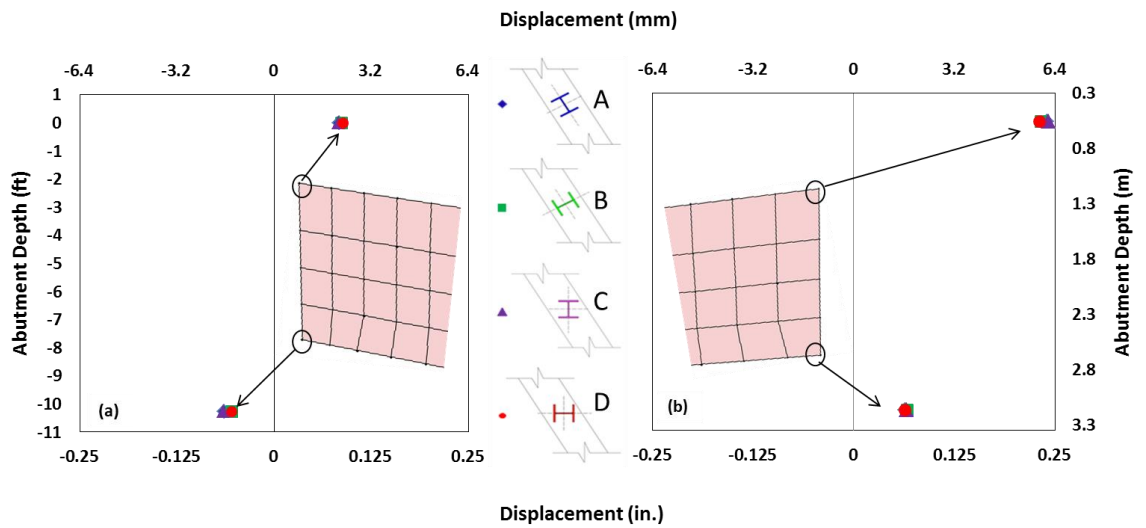 Displacement (mm)
-6.4 -3.2 0 3.2 6.4
-6.4 -3.2 0 3.2 6.4
Abutment Depth (ft)
1
0
-1
-2
-3
-4
-5
-6
-7
-8
-9
-10
-11
(a)
-0.25 -0.125 0 0.125 0.25
A
B
C
D
0.3
0.8
1.3
1.8
2.3
2.8
3.3
Abutment Depth (m)
(b)
-0.25 -0.125 0 0.125 0.25
Displacement (in.)